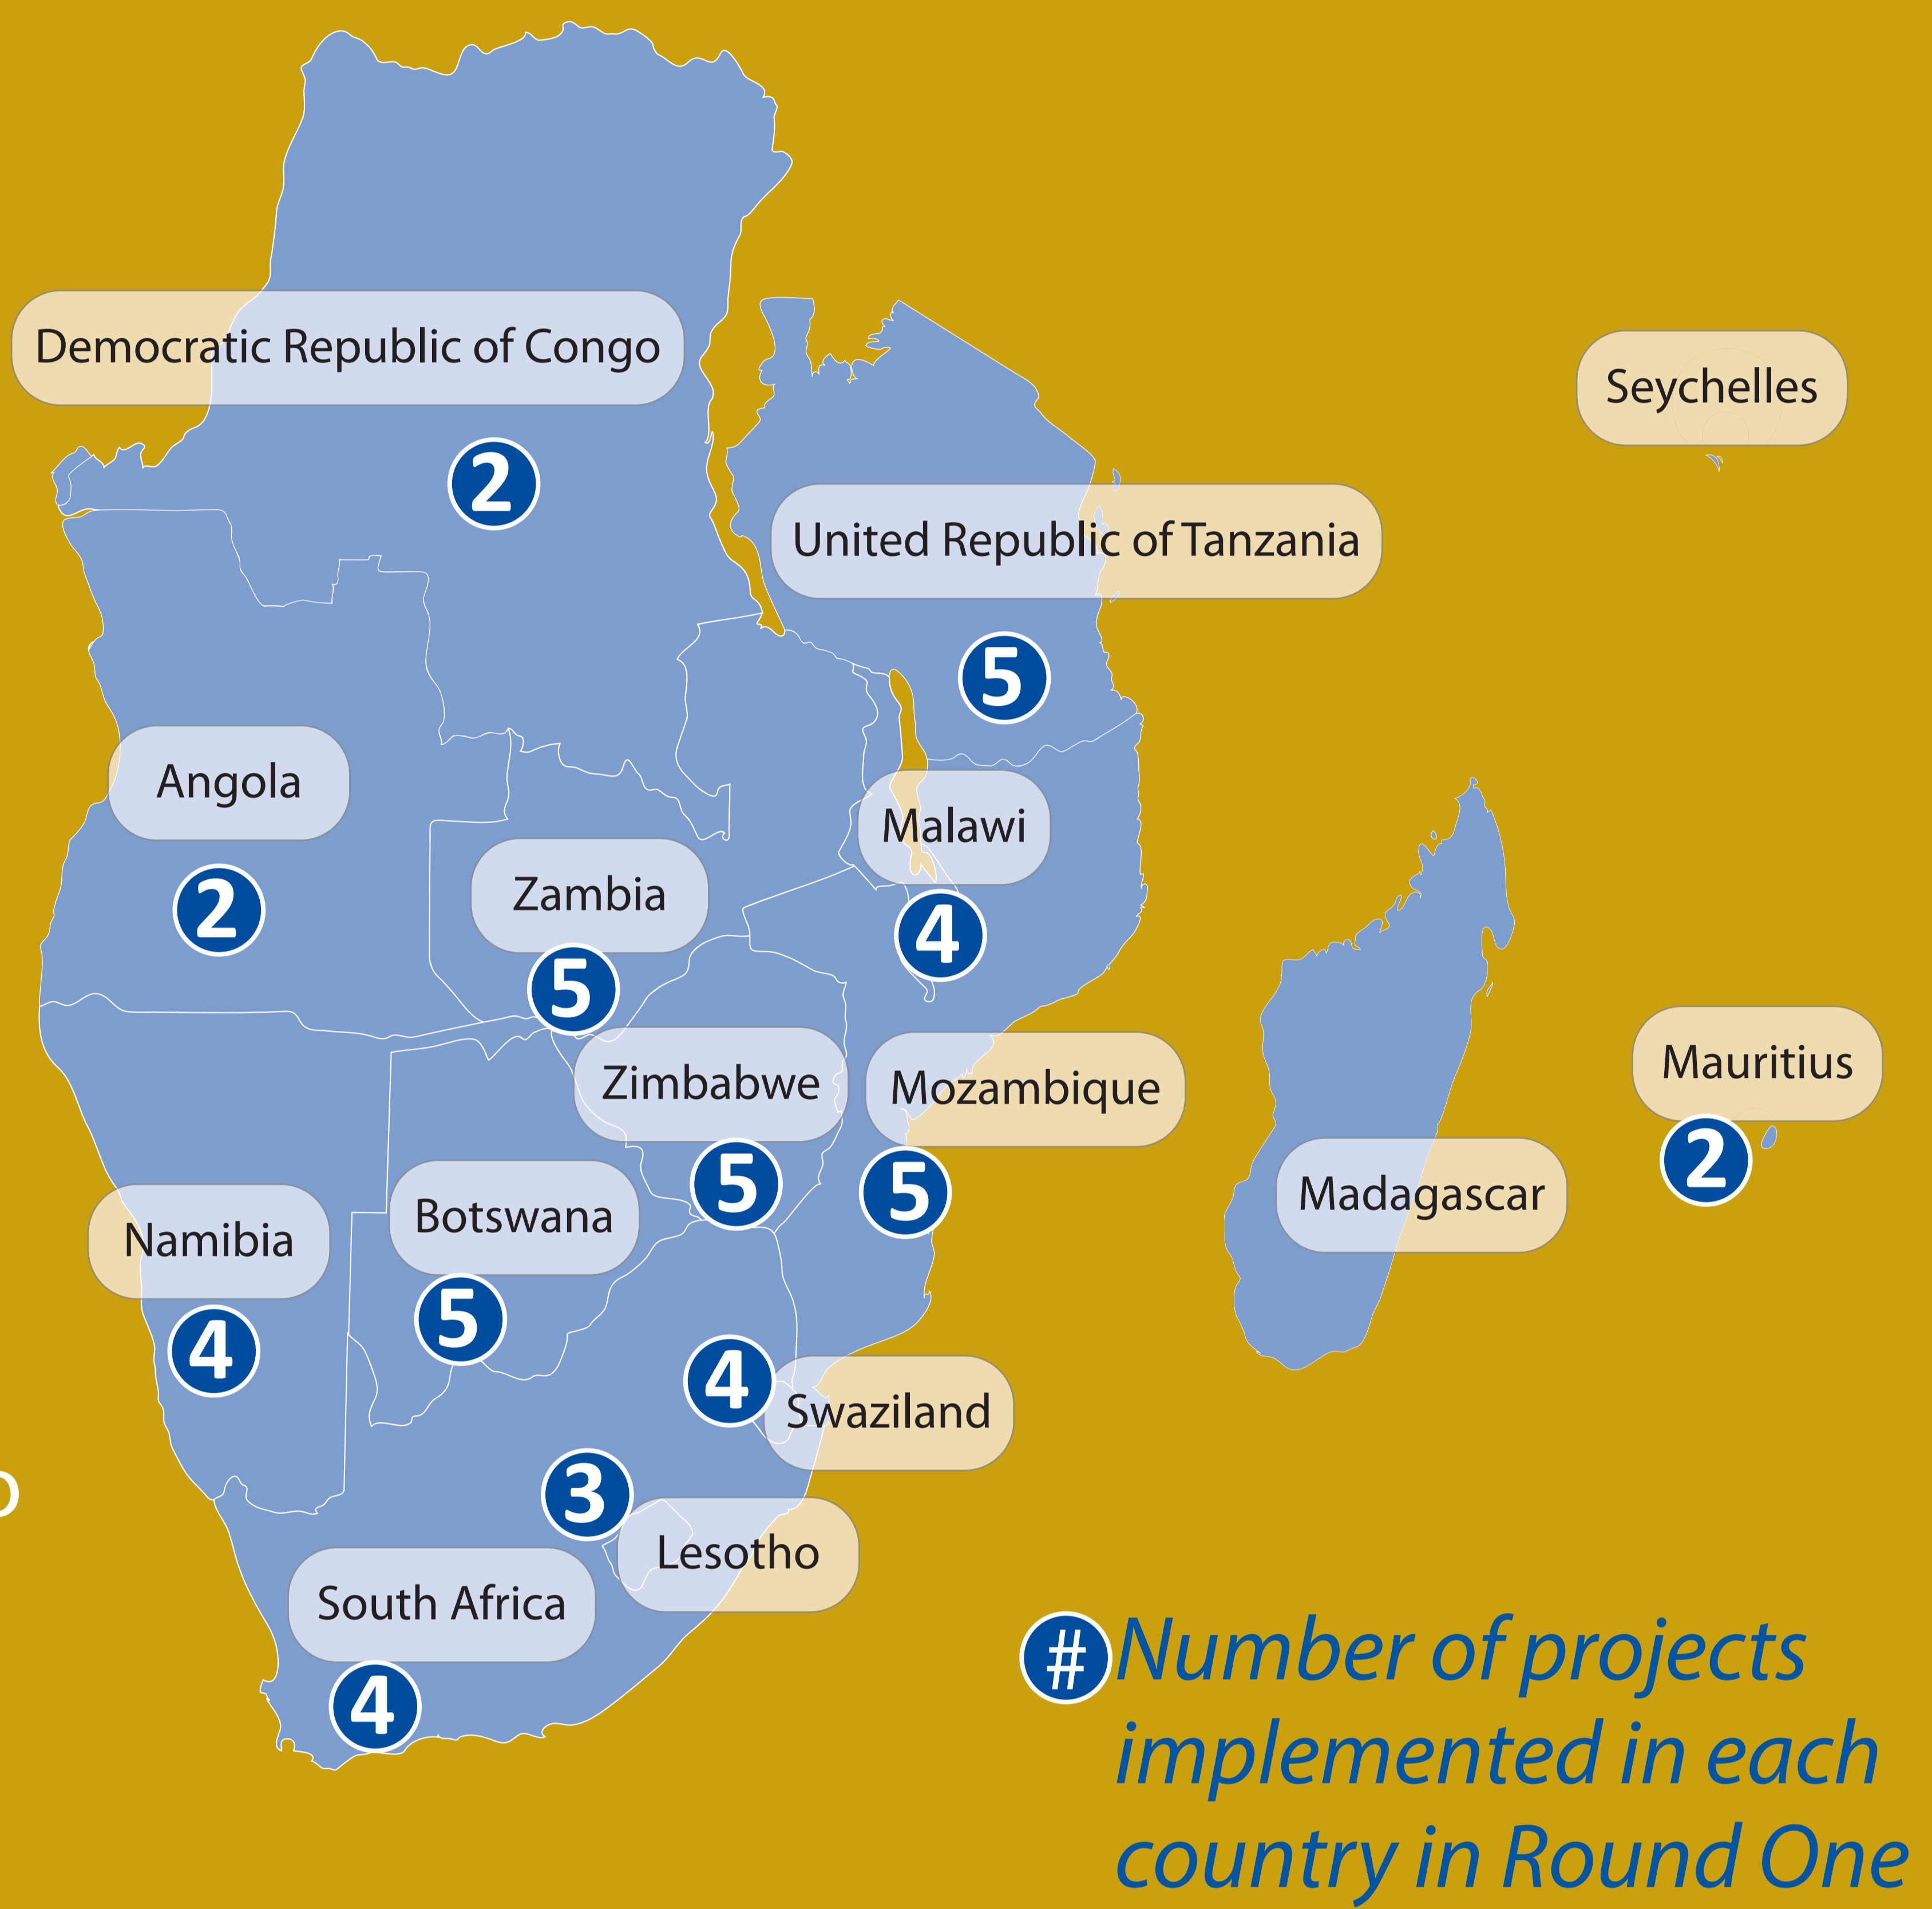 Democratic Republic of Congo
2
Seychelles
United Republic of Tanzania
5
Angola
2
Malawi
4
Zambia
5
Zimbabwe
5
Mozambique
5
Mauritius
2
Madagascar
Botswana
5
Namibia
4
4
Swaziland
3
Lesotho
South Africa
4
# Number of projects
implemented in each
country in Round One